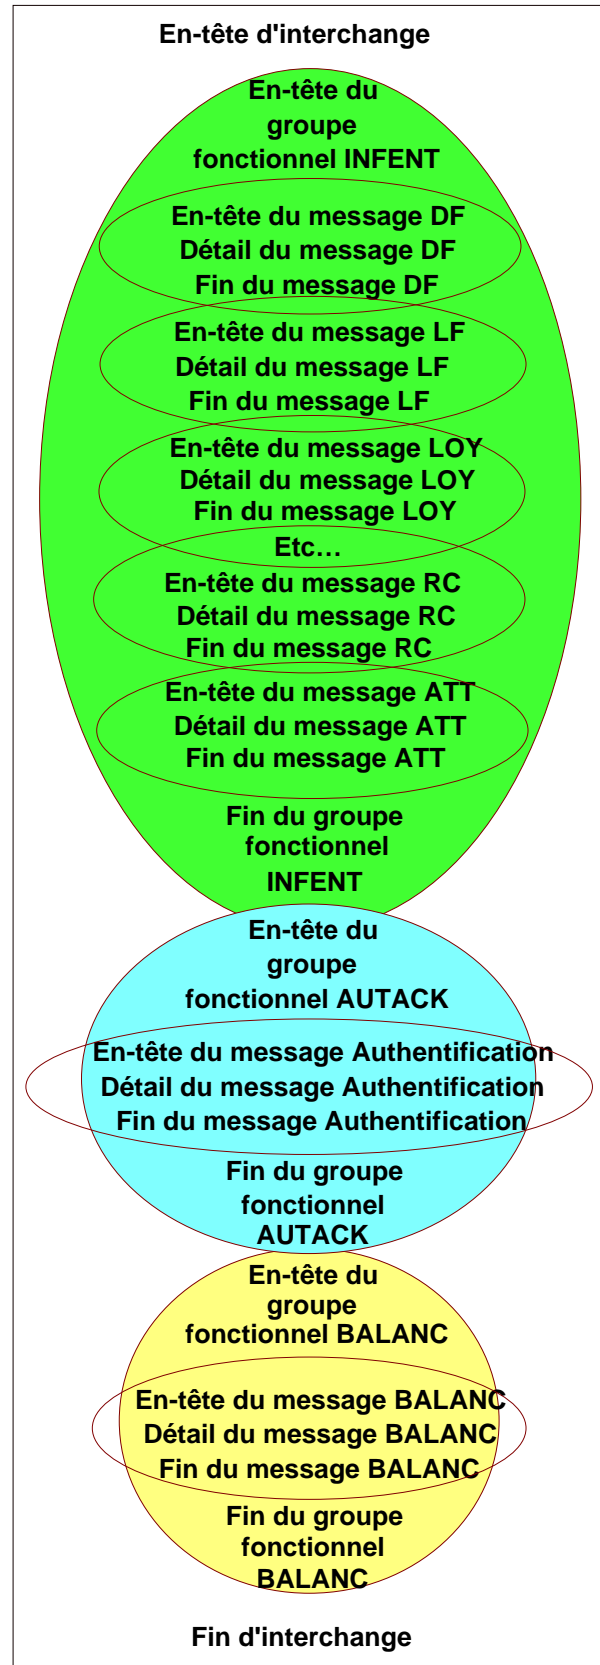 En-tête d'interchange
En-tête du
groupe
fonctionnel INFENT
En-tête du message DF
Détail du message DF
Fin du message DF
En-tête du message LF
Détail du message LF
Fin du message LF
En-tête du message LOY
Détail du message LOY
Fin du message LOY
Etc…
En-tête du message RC
Détail du message RC
Fin du message RC
En-tête du message ATT
Détail du message ATT
Fin du message ATT
Fin du groupe
fonctionnel
INFENT
En-tête du
groupe
fonctionnel AUTACK
En-tête du message Authentification
Détail du message Authentification
Fin du message Authentification
Fin du groupe
fonctionnel
AUTACK
En-tête du
groupe
fonctionnel BALANC
En-tête du message BALANC
Détail du message BALANC
Fin du message BALANC
Fin du groupe
fonctionnel
BALANC
Fin d'interchange